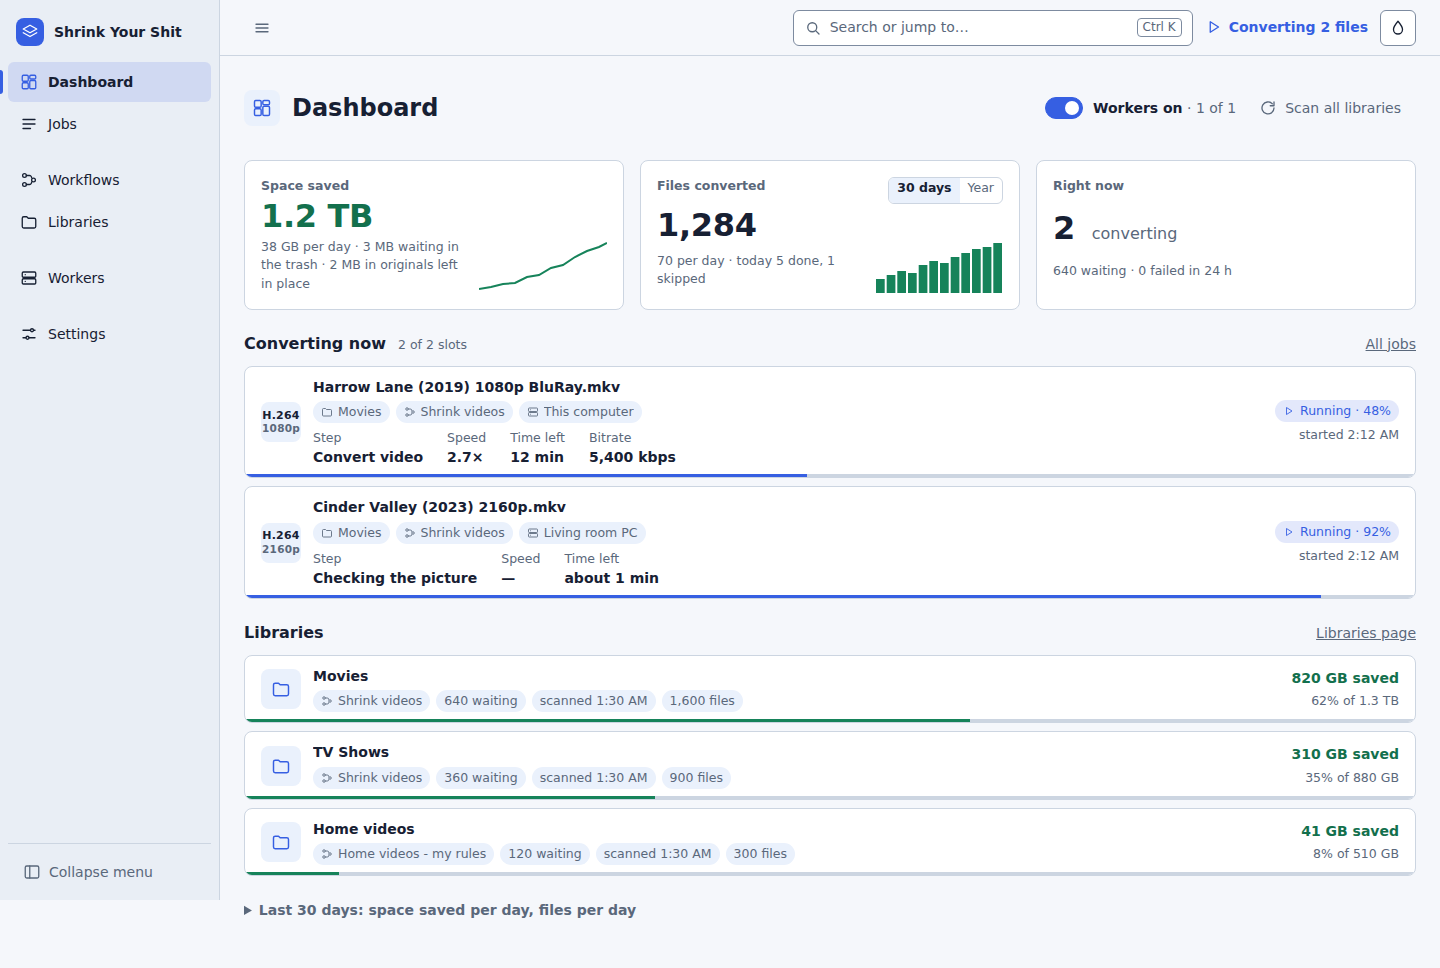 Shrink Your Shit
Search or jump to...
Ctrl K
Converting 2 files
Dashboard
Jobs
Workflows
Libraries
Workers
Settings
Collapse menu
Dashboard
Workers on · 1 of 1
Scan all libraries
Space saved
1.2 TB
38 GB per day · 3 MB waiting in
the trash · 2 MB in originals left
in place
Files converted
30 days
Year
1,284
70 per day · today 5 done, 1
skipped
Right now
2 converting
640 waiting · 0 failed in 24 h
Converting now
2 of 2 slots
All jobs
H.264
1080p
Harrow Lane (2019) 1080p BluRay.mkv
Movies
Shrink videos
This computer
Step
Speed
Time left
Bitrate
Convert video
2.7×
12 min
5,400 kbps
Running · 48%
started 2:12 AM
H.264
2160p
Cinder Valley (2023) 2160p.mkv
Movies
Shrink videos
Living room PC
Step
Speed
Time left
Checking the picture
—
about 1 min
Running · 92%
started 2:12 AM
Libraries
Libraries page
Movies
Shrink videos
640 waiting
scanned 1:30 AM
1,600 files
820 GB saved
62% of 1.3 TB
TV Shows
Shrink videos
360 waiting
scanned 1:30 AM
900 files
310 GB saved
35% of 880 GB
Home videos
Home videos - my rules
120 waiting
scanned 1:30 AM
300 files
41 GB saved
8% of 510 GB
Last 30 days: space saved per day, files per day